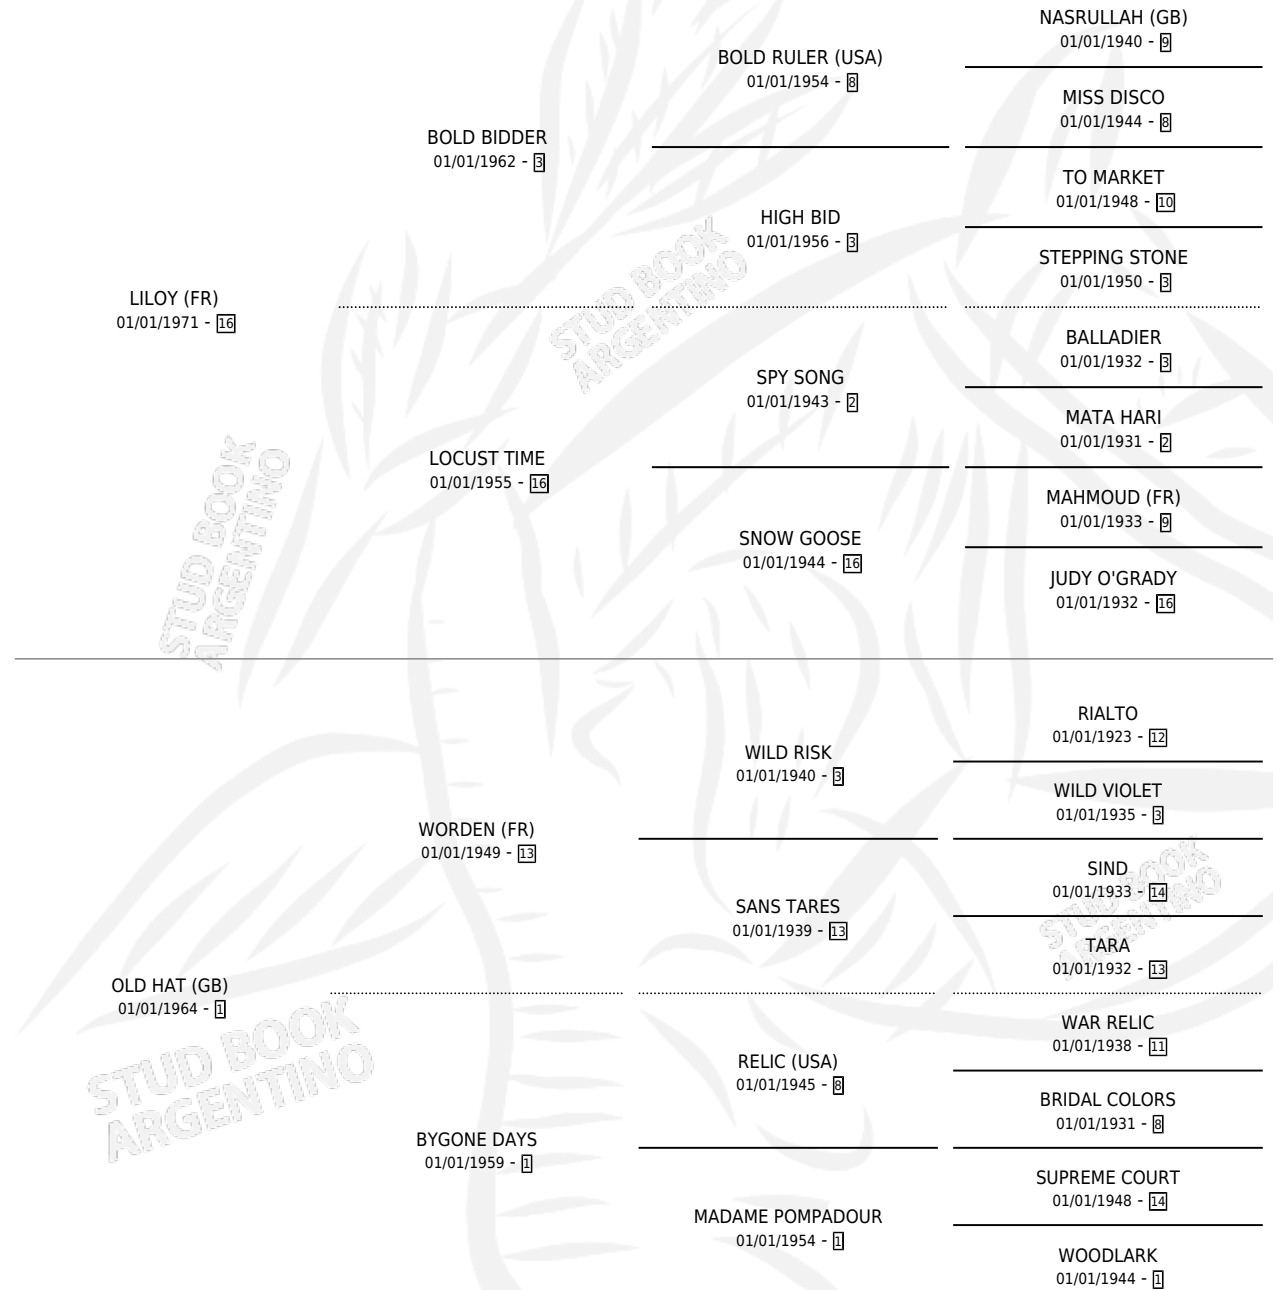 NASRULLAH (GB)
01/01/1940 - 9
BOLD RULER (USA)
01/01/1954 - 8
MISS DISCO
01/01/1944 - 8
BOLD BIDDER
01/01/1962 - 3
TO MARKET
01/01/1948 - 10
HIGH BID
01/01/1956 - 3
STEPPING STONE
01/01/1950 - 3
LILOY (FR)
01/01/1971 - 16
BALLADIER
01/01/1932 - 3
SPY SONG
01/01/1943 - 2
MATA HARI
01/01/1931 - 2
LOCUST TIME
01/01/1955 - 16
MAHMOUD (FR)
01/01/1933 - 9
SNOW GOOSE
01/01/1944 - 16
JUDY O'GRADY
01/01/1932 - 16
RIALTO
01/01/1923 - 12
WILD RISK
01/01/1940 - 3
WILD VIOLET
01/01/1935 - 3
WORDEN (FR)
01/01/1949 - 13
SIND
01/01/1933 - 14
SANS TARES
01/01/1939 - 13
TARA
01/01/1932 - 13
OLD HAT (GB)
01/01/1964 - 1
WAR RELIC
01/01/1938 - 11
RELIC (USA)
01/01/1945 - 8
BRIDAL COLORS
01/01/1931 - 8
BYGONE DAYS
01/01/1959 - 1
SUPREME COURT
01/01/1948 - 14
MADAME POMPADOUR
01/01/1954 - 1
WOODLARK
01/01/1944 - 1
STUD BOOK
ARGENTINO
STUD BOOK
ARGENTINO
STUD BOOK
ARGENTINO
STUD BOOK
ARGENTINO